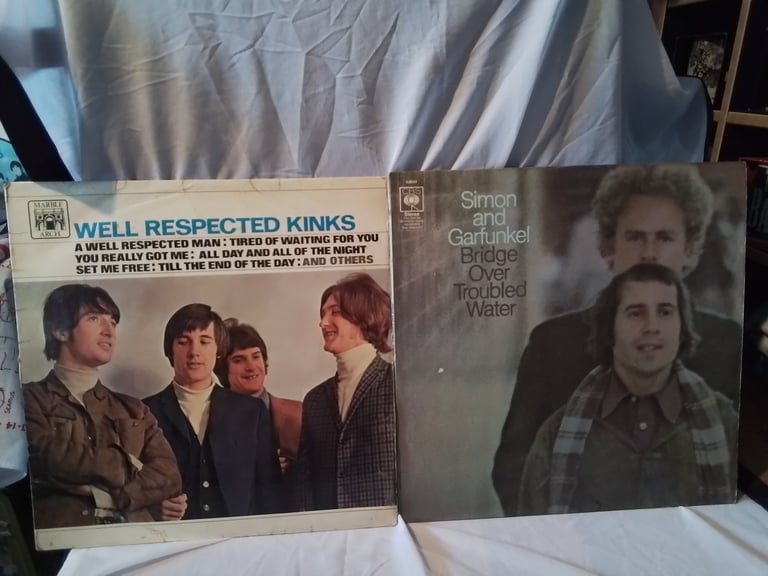 MARBLE
ARCH
WELL RESPECTED KINKS
A WELL RESPECTED MAN : TIRED OF WAITING FOR YOU
YOU REALLY GOT ME : ALL DAY AND ALL OF THE NIGHT
SET ME FREE : TILL THE END OF THE DAY : AND OTHERS
CBS
Stereo
Simon
and
Garfunkel
Bridge
Over
Troubled
Water